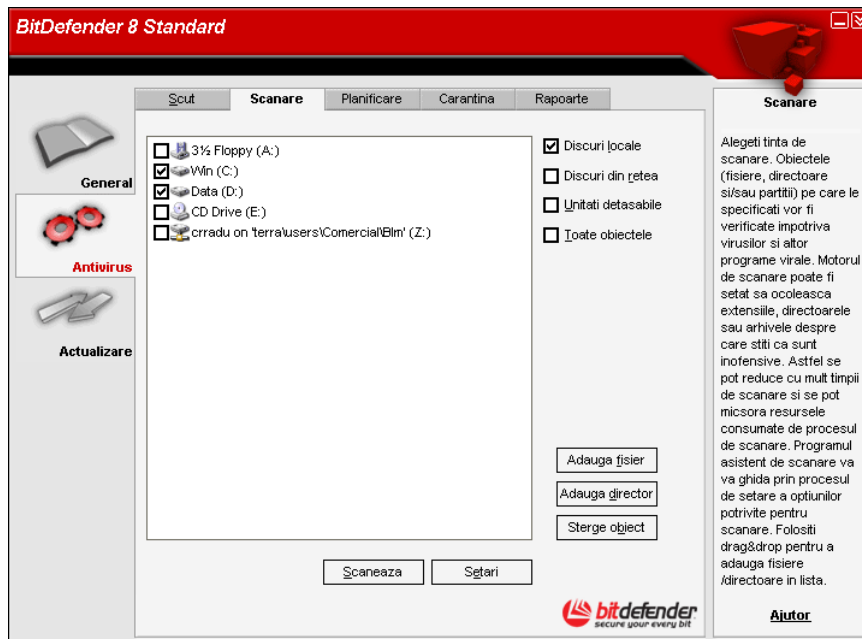 BitDefender 8 Standard
Scut
Scanare
Planificare
Carantina
Rapoarte
General
Antivirus
Actualizare
3½ Floppy (A:)
Win (C:)
Data (D:)
CD Drive (E:)
crradu on 'terra\users\Comercial\Blm' (Z:)
Discuri locale
Discuri din retea
Unitati detasabile
Toate obiectele
Adauga fisier
Adauga director
Sterge obiect
Scaneaza
Setari
bitdefender
secure your every bit
Scanare
Alegeti tinta de
scanare. Obiectele
(fisiere, directoare
si/sau partitii) pe care le
specificati vor fi
verificate impotriva
virusilor si altor
programe virale. Motorul
de scanare poate fi
setat sa ocoleasca
extensiile, directoarele
sau arhivele despre
care stiti ca sunt
inofensive. Astfel se
pot reduce cu mult timpii
de scanare si se pot
micsora resursele
consumate de procesul
de scanare. Programul
asistent de scanare va
va ghida prin procesul
de setare a optiunilor
potrivite pentru
scanare. Folositi
drag&drop pentru a
adauga fisiere
/directoare in lista.
Ajutor